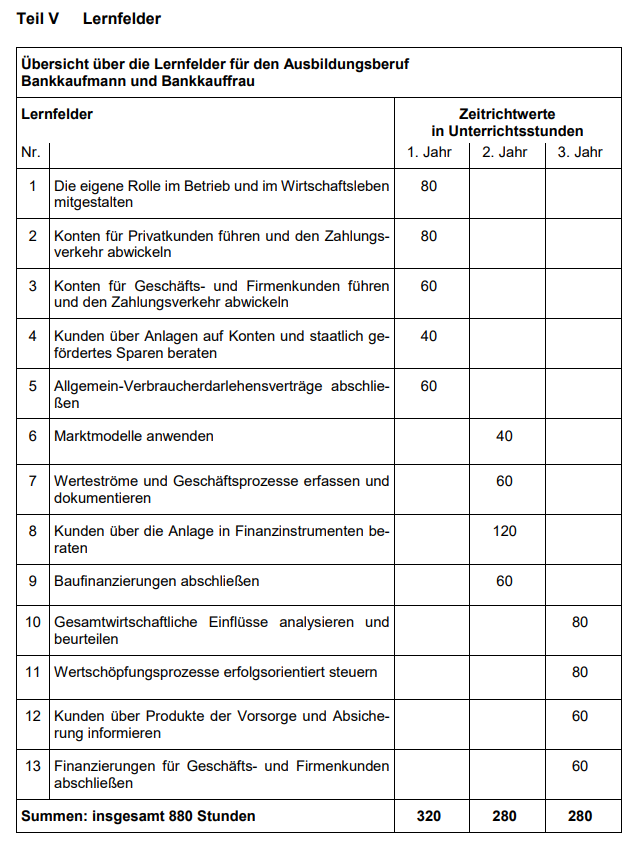 Teil V Lernfelder
Übersicht über die Lernfelder für den Ausbildungsberuf
Bankkaufmann und Bankkauffrau
Lernfelder
Zeitrichtwerte
in Unterrichtsstunden
Nr. 1. Jahr 2. Jahr 3. Jahr
1 Die eigene Rolle im Betrieb und im Wirtschaftsleben 80
mitgestalten
2 Konten für Privatkunden führen und den Zahlungs- 80
verkehr abwickeln
3 Konten für Geschäfts- und Firmenkunden führen 60
und den Zahlungsverkehr abwickeln
4 Kunden über Anlagen auf Konten und staatlich ge- 40
fördertes Sparen beraten
5 Allgemein-Verbraucherdarlehensverträge abschlie- 60
ßen
6 Marktmodelle anwenden 40
7 Werteströme und Geschäftsprozesse erfassen und 60
dokumentieren
8 Kunden über die Anlage in Finanzinstrumenten be- 120
raten
9 Baufinanzierungen abschließen 60
10 Gesamtwirtschaftliche Einflüsse analysieren und 80
beurteilen
11 Wertschöpfungsprozesse erfolgsorientiert steuern 80
12 Kunden über Produkte der Vorsorge und Absiche- 60
rung informieren
13 Finanzierungen für Geschäfts- und Firmenkunden 60
abschließen
Summen: insgesamt 880 Stunden 320 280 280